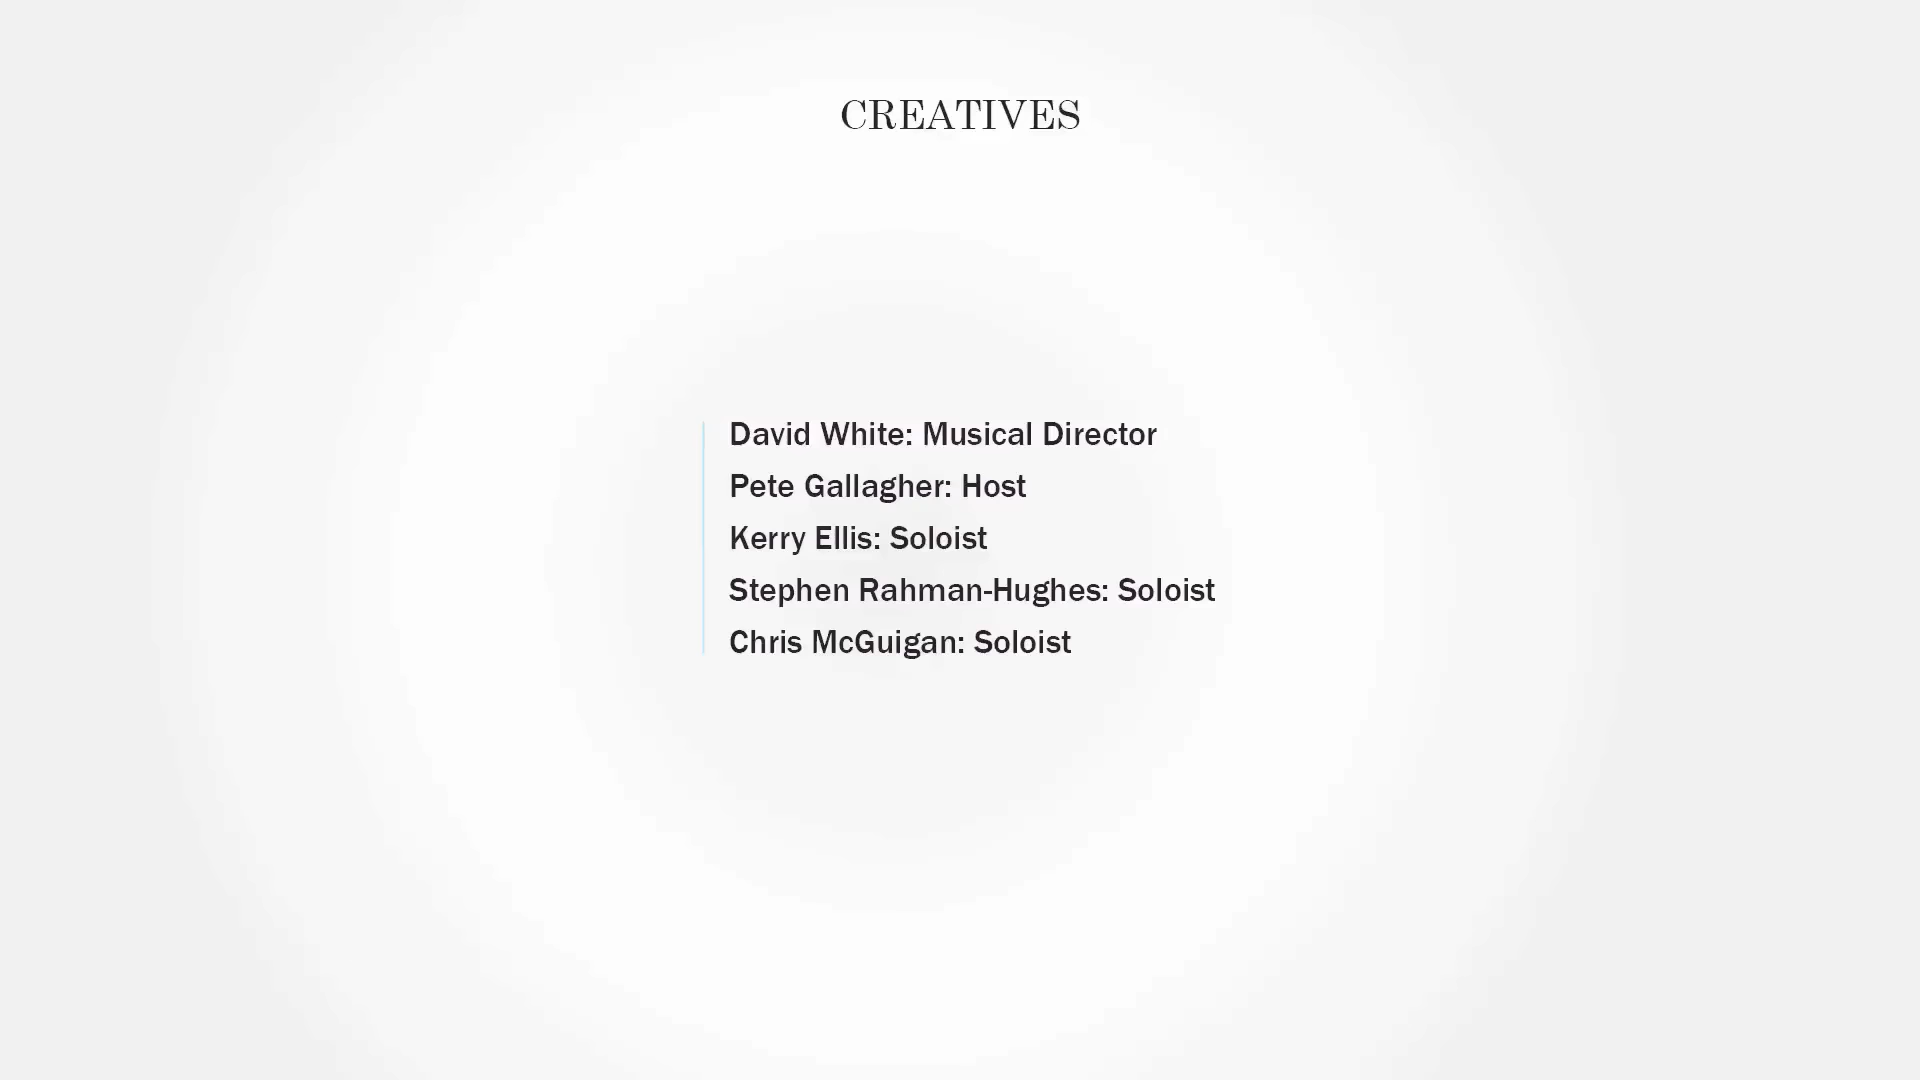 CREATIVES
David White: Musical Director
Pete Gallagher: Host
Kerry Ellis: Soloist
Stephen Rahman-Hughes: Soloist
Chris McGuigan: Soloist